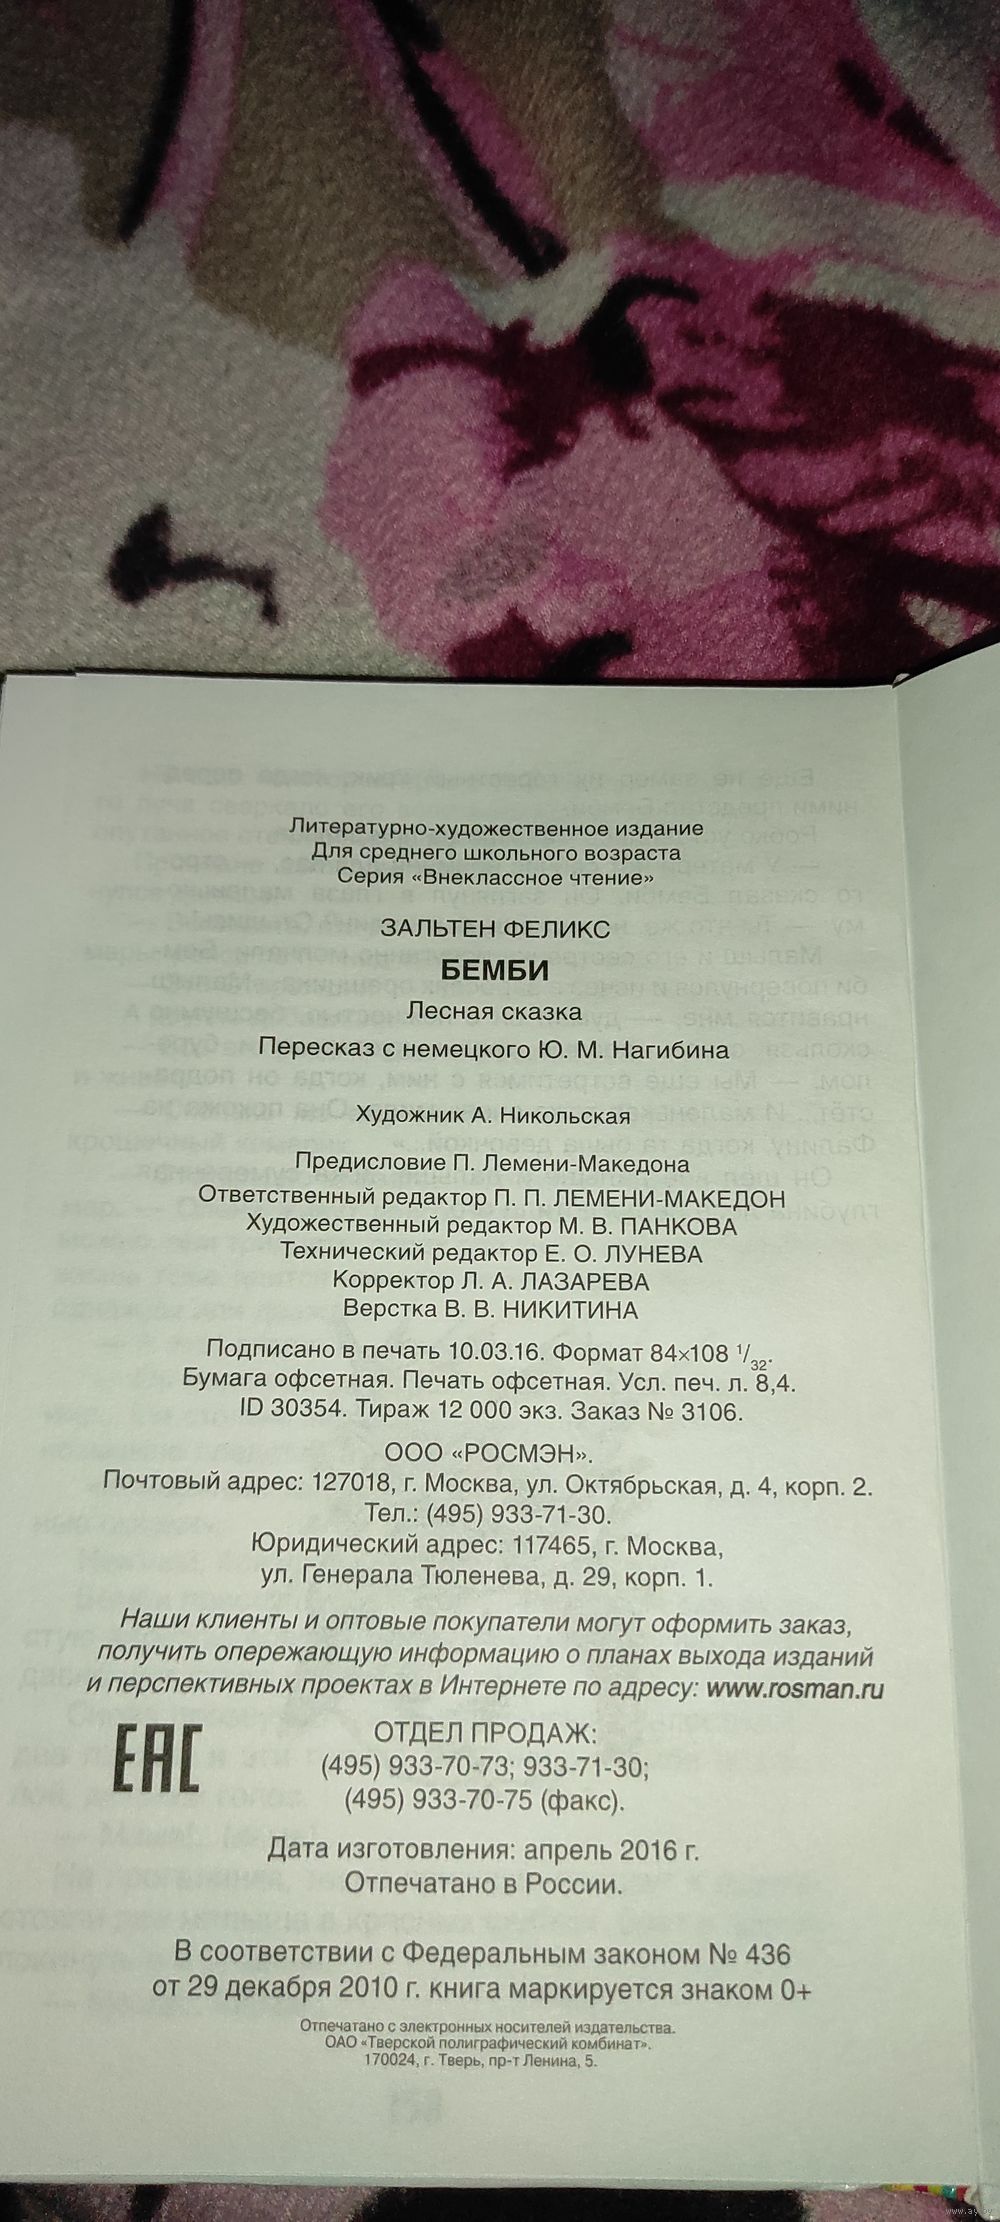 Литературно-художественное издание
Для среднего школьного возраста
Серия «Внеклассное чтение»
ЗАЛЬТЕН ФЕЛИКС
БЕМБИ
Лесная сказка
Пересказ с немецкого Ю. М. Нагибина
Художник А. Никольская
Предисловие П. Лемени-Македона
Ответственный редактор П. П. ЛЕМЕНИ-МАКЕДОН
Художественный редактор М. В. ПАНКОВА
Технический редактор Е. О. ЛУНЕВА
Корректор Л. А. ЛАЗАРЕВА
Верстка В. В. НИКИТИНА
Подписано в печать 10.03.16. Формат 84×108 1/32.
Бумага офсетная. Печать офсетная. Усл. печ. л. 8,4.
ID 30354. Тираж 12 000 экз. Заказ № 3106.
ООО «РОСМЭН».
Почтовый адрес: 127018, г. Москва, ул. Октябрьская, д. 4, корп. 2.
Тел.: (495) 933-71-30.
Юридический адрес: 117465, г. Москва,
ул. Генерала Тюленева, д. 29, корп. 1.
Наши клиенты и оптовые покупатели могут оформить заказ,
получить опережающую информацию о планах выхода изданий
и перспективных проектах в Интернете по адресу: www.rosman.ru
EAC
ОТДЕЛ ПРОДАЖ:
(495) 933-70-73; 933-71-30;
(495) 933-70-75 (факс).
Дата изготовления: апрель 2016 г.
Отпечатано в России.
В соответствии с Федеральным законом № 436
от 29 декабря 2010 г. книга маркируется знаком 0+
Отпечатано с электронных носителей издательства.
ОАО «Тверской полиграфический комбинат».
170024, г. Тверь, пр-т Ленина, 5.